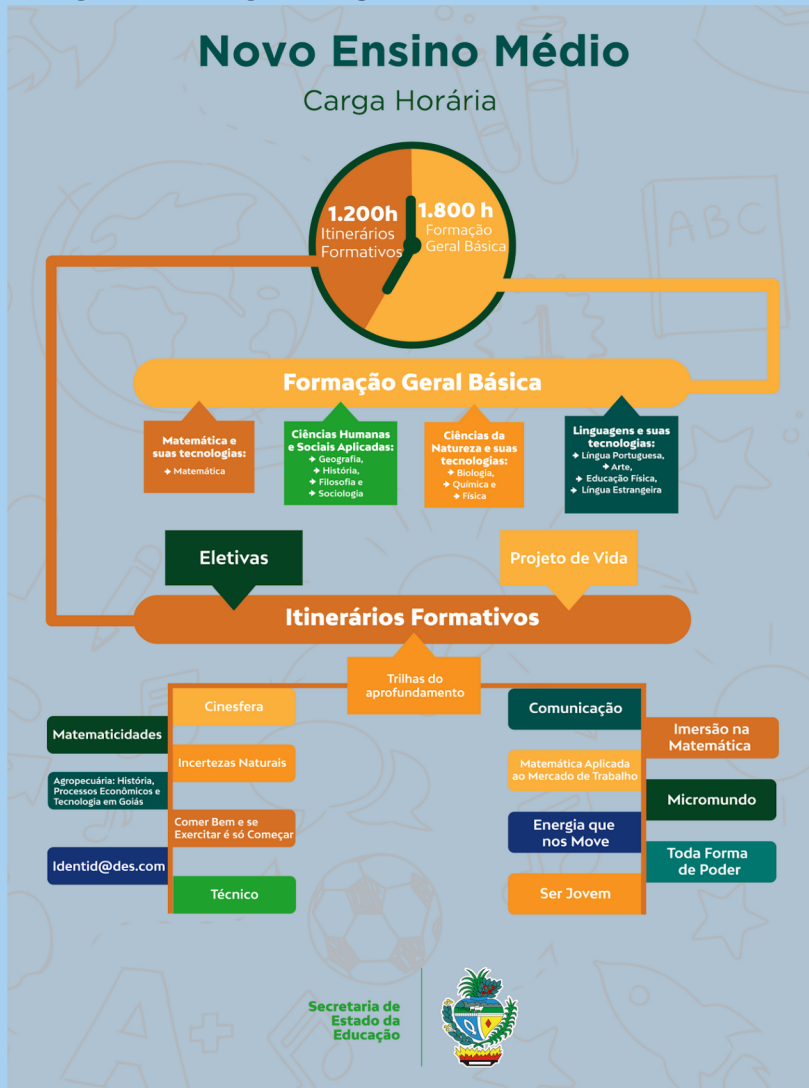 Novo Ensino Médio
Carga Horária
1.200h
Itinerários
Formativos
1.800 h
Formação
Geral Básica
ABC
Formação Geral Básica
Matemática e
suas tecnologias:
→ Matemática
Ciências Humanas
e Sociais Aplicadas:
→ Geografia,
→ História,
Filosofia e
→ Sociologia
Ciências da
Natureza e suas
tecnologias:
→ Biologia,
→ Química e
→ Física
Linguagens e suas
tecnologias:
→ Língua Portuguesa,
→ Arte,
→ Educação Física,
→ Língua Estrangeira
Eletivas
Projeto de Vida
Itinerários Formativos
Trilhas do
aprofundamento
Cinesfera
Matematicidades
Incertezas Naturais
Agropecuária: História,
Processos Econômicos e
Tecnologia em Goiás
Comer Bem e se
Exercitar é só Começar
Identid@des.com
Técnico
Comunicação
Imersão na
Matemática
Matemática Aplicada
ao Mercado de Trabalho
Micromundo
Energia que
nos Move
Toda Forma
de Poder
Ser Jovem
A+
Secretaria de
Estado da
Educação